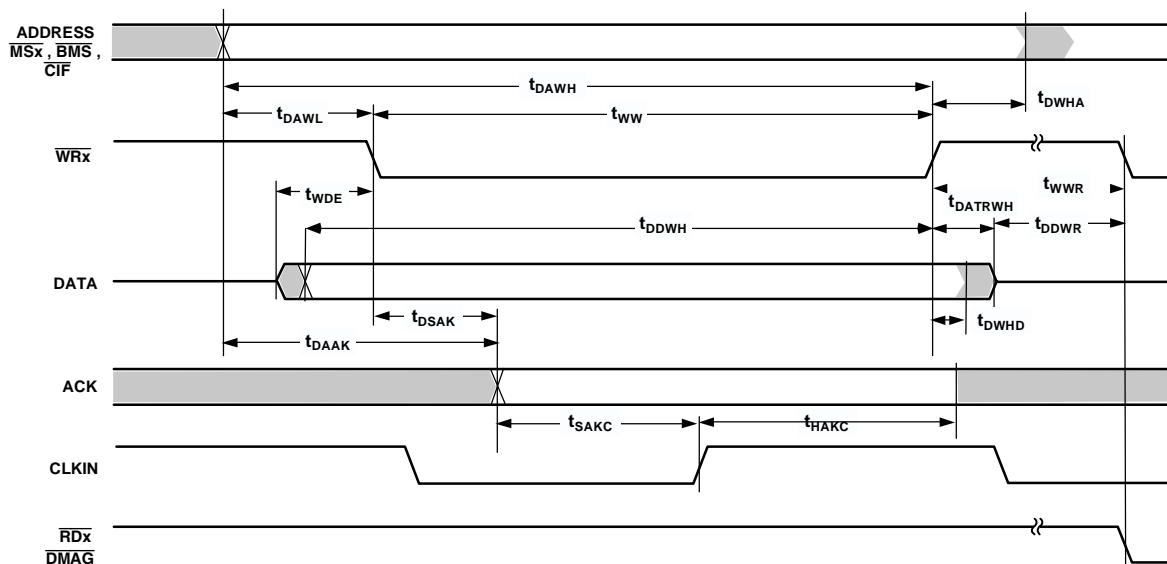 ADDRESS
MSx , BMS ,
CIF
tDAWH
tDWHA
tDAWL
tWW
WRx
tWWR
tWDE
tDATRWH
tDDWH
tDDWR
DATA
tDSAK
tDWHD
tDAAK
ACK
tSAKC
tHAKC
CLKIN
RDx
DMAG